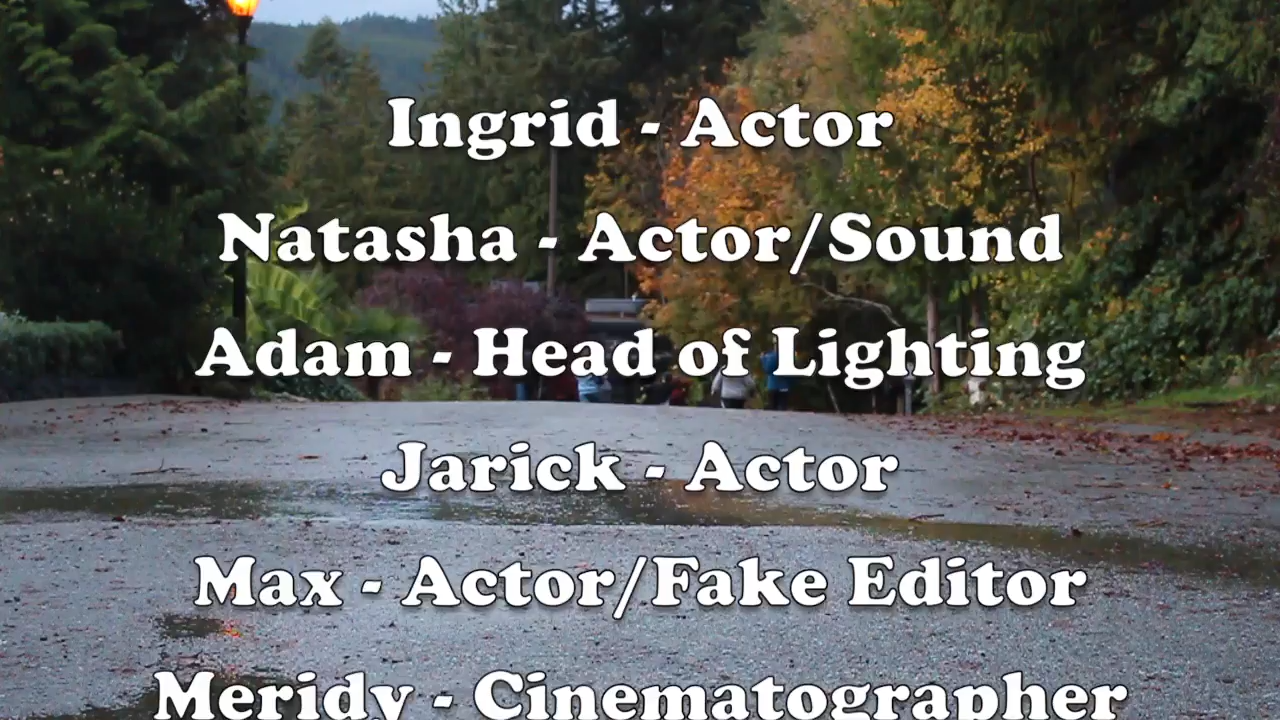 Ingrid - Actor
Natasha - Actor/Sound
Adam - Head of Lighting
Jarick - Actor
Max - Actor/Fake Editor
Meridy - Cinematographer